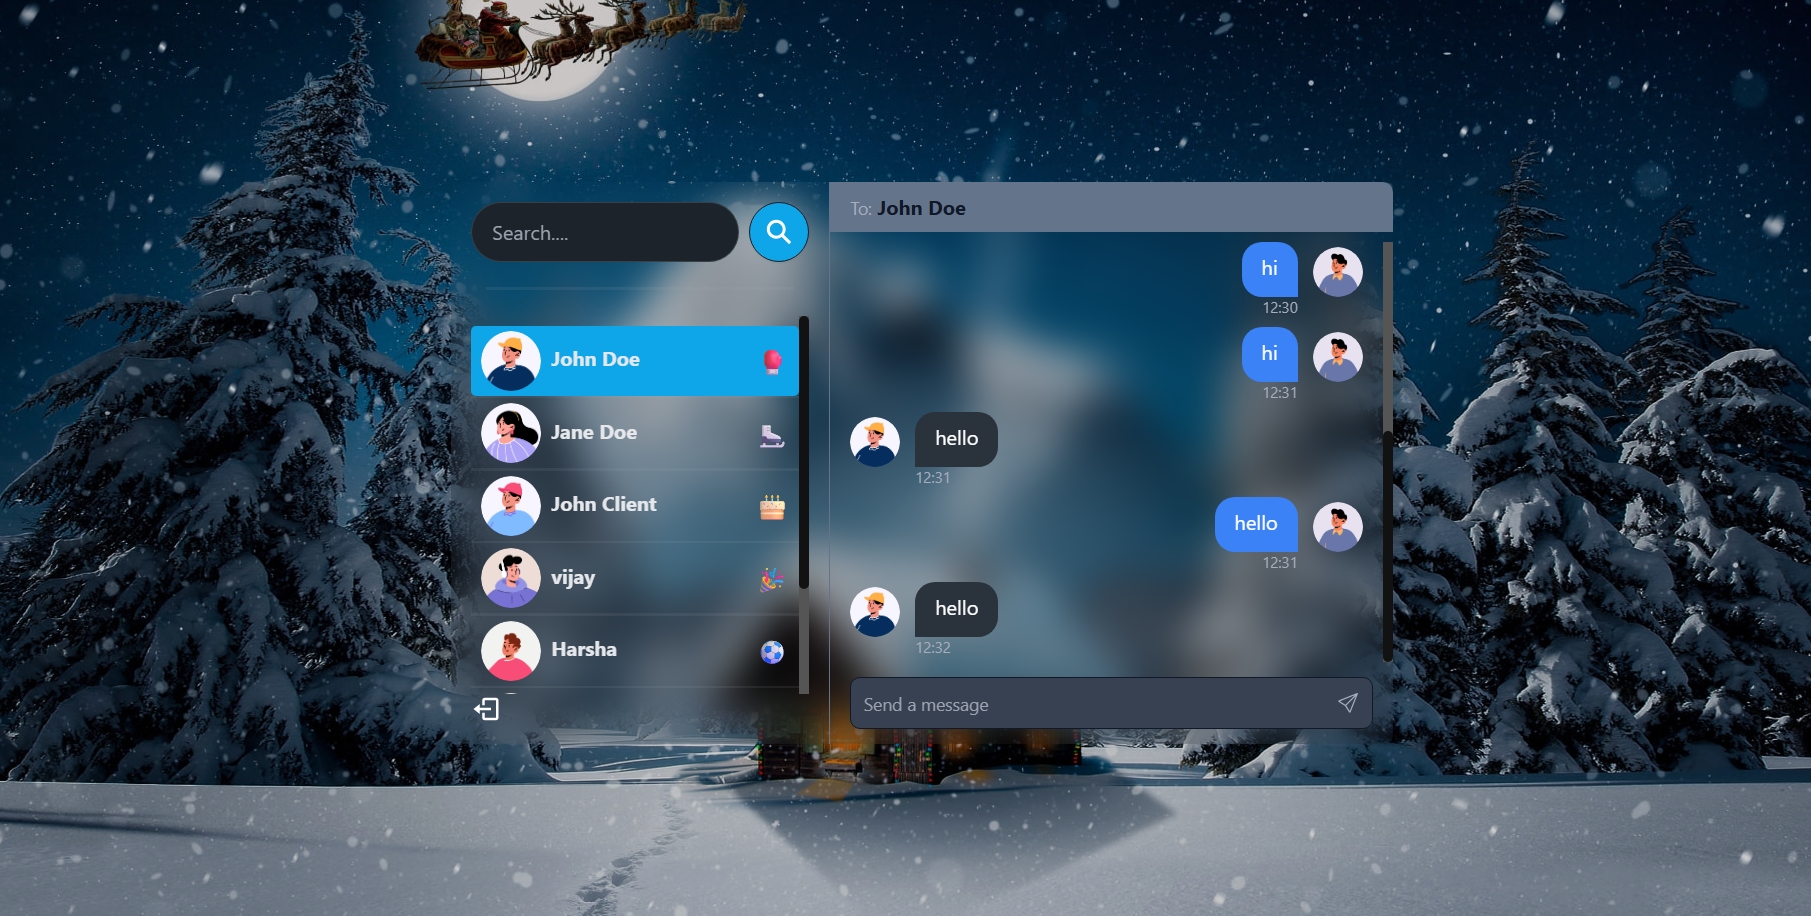 Search....
John Doe
Jane Doe
John Client
vijay
Harsha
To: John Doe
hi
12:30
hi
12:31
hello
12:31
hello
12:31
hello
12:32
Send a message